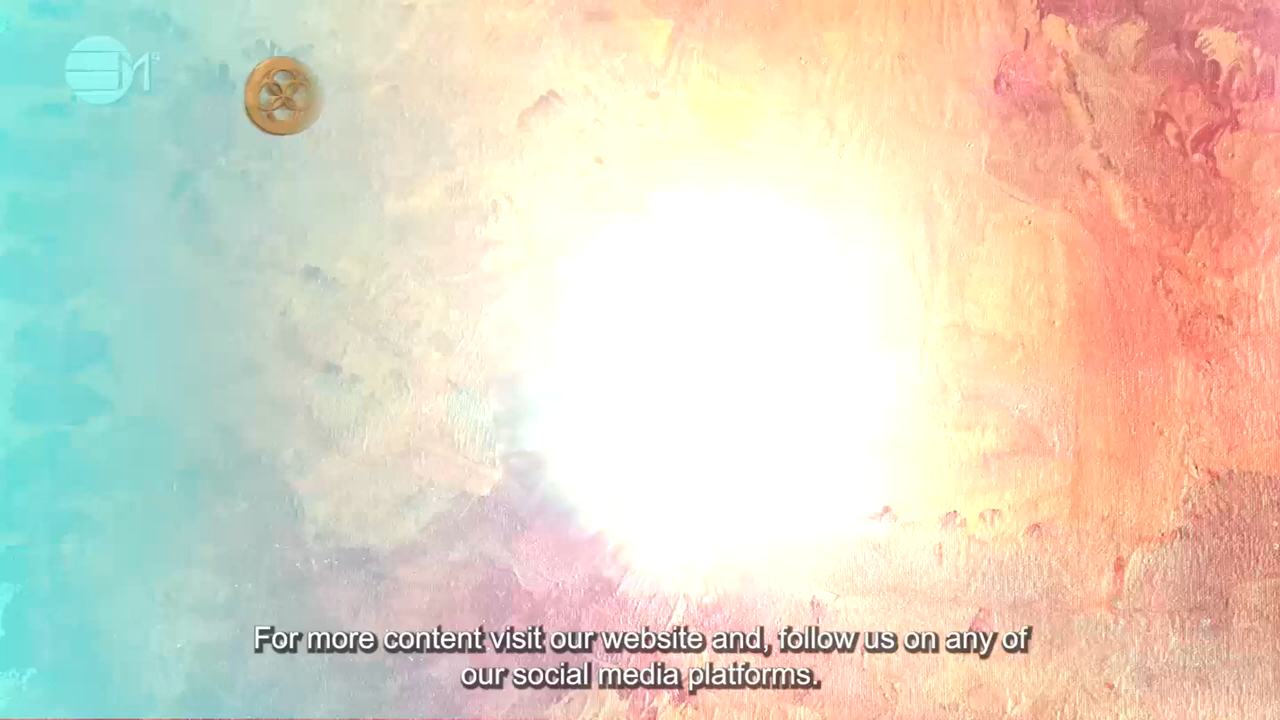 For more content visit our website and, follow us on any of
our social media platforms.